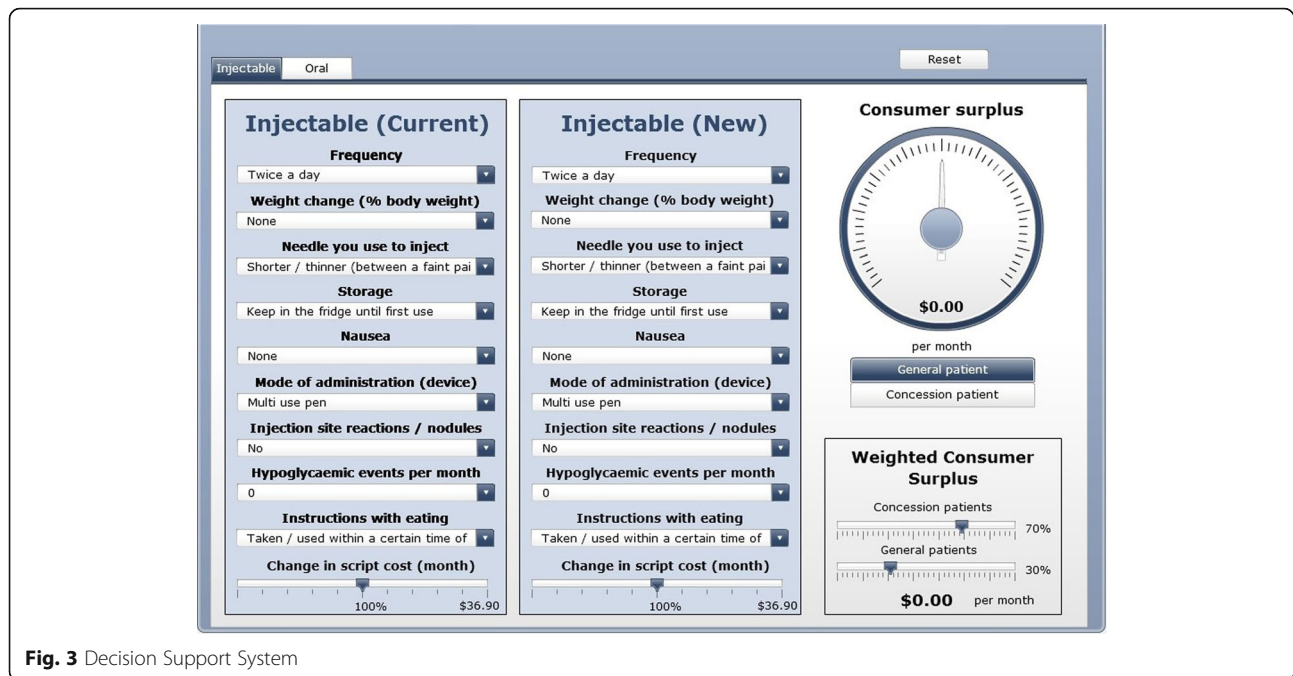 Injectable
Oral
Reset
Injectable (Current)
Frequency
Twice a day
Weight change (% body weight)
None
Needle you use to inject
Shorter / thinner (between a faint pai
Storage
Keep in the fridge until first use
Nausea
None
Mode of administration (device)
Multi use pen
Injection site reactions / nodules
No
Hypoglycaemic events per month
0
Instructions with eating
Taken / used within a certain time of
Change in script cost (month)
100% $36.90
Injectable (New)
Frequency
Twice a day
Weight change (% body weight)
None
Needle you use to inject
Shorter / thinner (between a faint pai
Storage
Keep in the fridge until first use
Nausea
None
Mode of administration (device)
Multi use pen
Injection site reactions / nodules
No
Hypoglycaemic events per month
0
Instructions with eating
Taken / used within a certain time of
Change in script cost (month)
100% $36.90
Consumer surplus
$0.00
per month
General patient
Concession patient
Weighted Consumer
Surplus
Concession patients
70%
General patients
30%
$0.00 per month
Fig. 3 Decision Support System